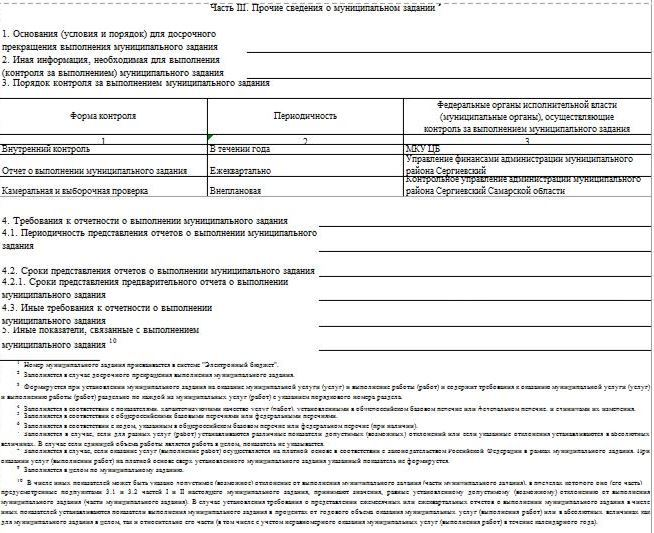 Часть III. Прочие сведения о муниципальном задании ⁹
1. Основания (условия и порядок) для досрочного
прекращения выполнения муниципального задания
2. Иная информация, необходимая для выполнения
(контроля за выполнением) муниципального задания
3. Порядок контроля за выполнением муниципального задания
Форма контроля
Периодичность
Федеральные органы исполнительной власти
(муниципальные органы), осуществляющие
контроль за выполнением муниципального задания
1
2
3
Внутренний контроль
В течении года
МКУ ЦБ
Отчет о выполнении муниципального задания
Ежеквартально
Управление финансами администрации муниципального
района Сергиевский
Камеральная и выборочная проверка
Внеплановая
Контрольное управление администрации муниципального
района Сергиевский Самарской области
4. Требования к отчетности о выполнении муниципального задания
4.1. Периодичность представления отчетов о выполнении муниципального
задания
4.2. Сроки представления отчетов о выполнении муниципального задания
4.2.1. Сроки представления предварительного отчета о выполнении
муниципального задания
4.3. Иные требования к отчетности о выполнении
муниципального задания
5. Иные показатели, связанные с выполнением
муниципального задания ¹⁰
¹ Номер муниципального задания присваивается в системе "Электронный бюджет".
² Заполняется в случае досрочного прекращения выполнения муниципального задания.
³ Формируется при установлении муниципального задания на оказание муниципальной услуги (услуг) и выполнение работы (работ) и содержит требования к оказанию муниципальной услуги (услуг)
и выполнению работы (работ) раздельно по каждой из муниципальных услуг (работ) с указанием порядкового номера раздела.
⁴ Заполняется в соответствии с показателями, характеризующими качество услуг (работ), установленными в общероссийском базовом перечне или федеральном перечне, и единицами их измерения.
⁵ Заполняется в соответствии с общероссийскими базовыми перечнями или федеральными перечнями.
⁶ Заполняется в соответствии с кодом, указанным в общероссийском базовом перечне или федеральном перечне (при наличии).
⁷ Заполняется в случае, если для разных услуг (работ) устанавливаются различные показатели допустимых (возможных) отклонений или если указанные отклонения устанавливаются в абсолютных
величинах. В случае если единицей объема работы является работа в целом, показатель не указывается.
⁸ Заполняется в случае, если оказание услуг (выполнение работ) осуществляется на платной основе в соответствии с законодательством Российской Федерации в рамках муниципального задания. При
оказании услуг (выполнении работ) на платной основе сверх установленного муниципального задания указанный показатель не формируется.
⁹ Заполняется в целом по муниципальному заданию.
¹⁰ В числе иных показателей может быть указано допустимое (возможное) отклонение от выполнения муниципального задания (части муниципального задания), в пределах которого оно (его часть)
предусмотренные подпунктами 3.1 и 3.2 частей I и II настоящего муниципального задания, принимают значения, равные установленному допустимому (возможному) отклонению от выполнения
муниципального задания (части муниципального задания). В случае установления требования о представлении ежемесячных или ежеквартальных отчетов о выполнении муниципального задания в числе
иных показателей устанавливаются показатели выполнения муниципального задания в процентах от годового объема оказания муниципальных услуг (выполнения работ) или в абсолютных величинах как
для муниципального задания в целом, так и относительно его части (в том числе с учетом неравномерного оказания муниципальных услуг (выполнения работ) в течение календарного года).